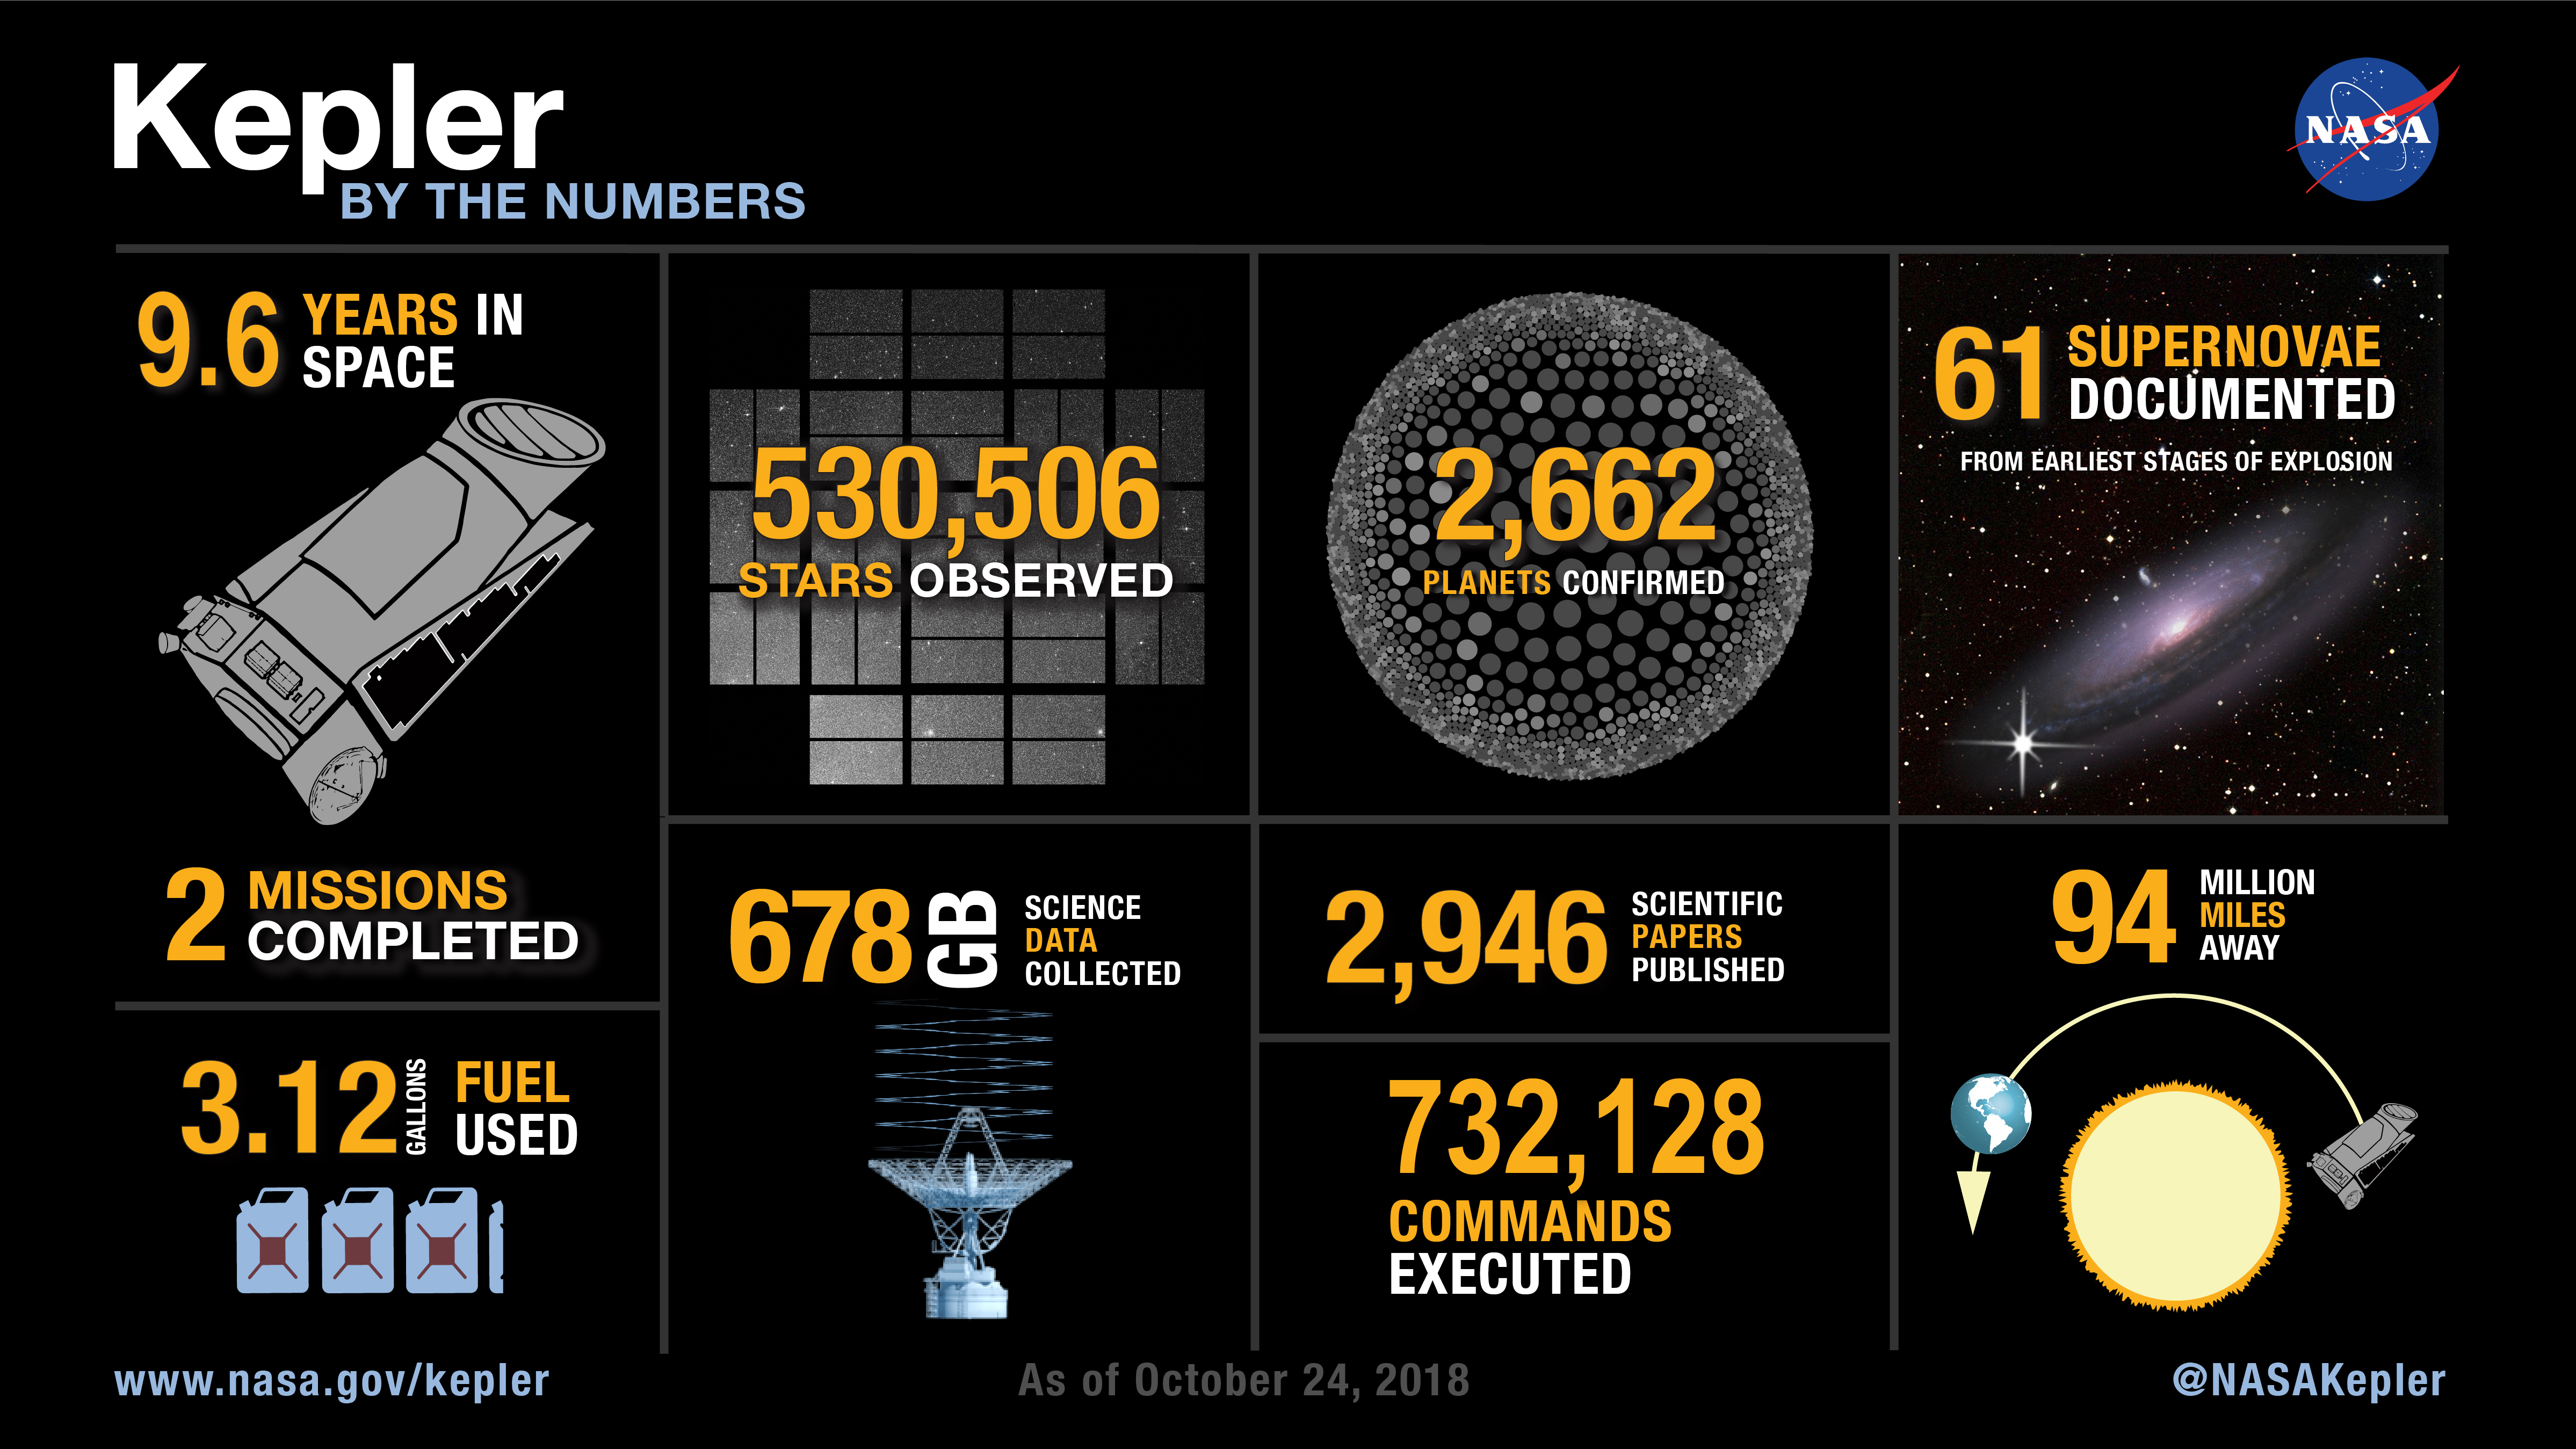 Kepler
BY THE NUMBERS
NASA
9.6 YEARS IN
SPACE
2 MISSIONS
COMPLETED
3.12 GALLONS FUEL
USED
530,506
STARS OBSERVED
2,662
PLANETS CONFIRMED
61 SUPERNOVAE
DOCUMENTED
FROM EARLIEST STAGES OF EXPLOSION
678 GB SCIENCE
DATA
COLLECTED
2,946 SCIENTIFIC
PAPERS
PUBLISHED
732,128
COMMANDS
EXECUTED
94 MILLION
MILES
AWAY
www.nasa.gov/kepler
As of October 24, 2018
@NASAKepler